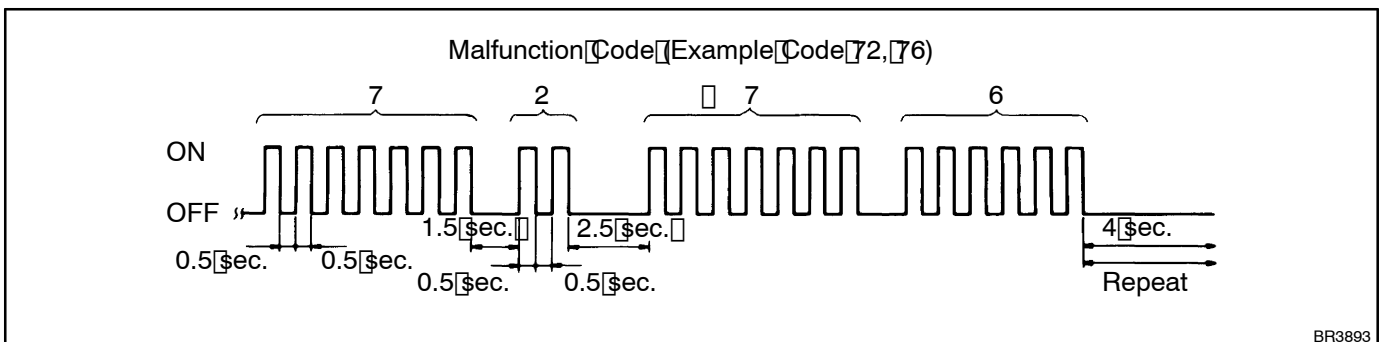 Malfunction Code (Example Code 72, 76)
7 2 7 6
ON
OFF
1.5 sec. 2.5 sec. 4 sec.
0.5 sec. 0.5 sec.
0.5 sec. 0.5 sec. Repeat
BR3893